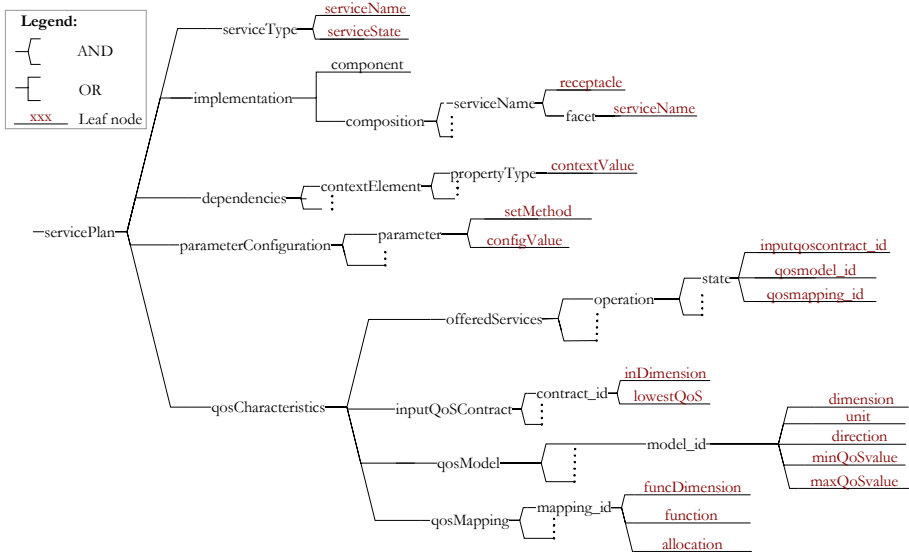 Legend:
AND
OR
xxx Leaf node
serviceName
serviceType
serviceState
component
implementation
receptacle
serviceName
composition
facet
serviceName
contextValue
propertyType
contextElement
dependencies
setMethod
servicePlan
parameter
parameterConfiguration
configValue
inputqoscontract_id
state
qosmodel_id
operation
qosmapping_id
offeredServices
inDimension
contract_id
lowestQoS
qosCharacteristics
inputQoSContract
dimension
unit
model_id
direction
qosModel
minQoSvalue
maxQoSvalue
funcDimension
mapping_id
qosMapping
function
allocation